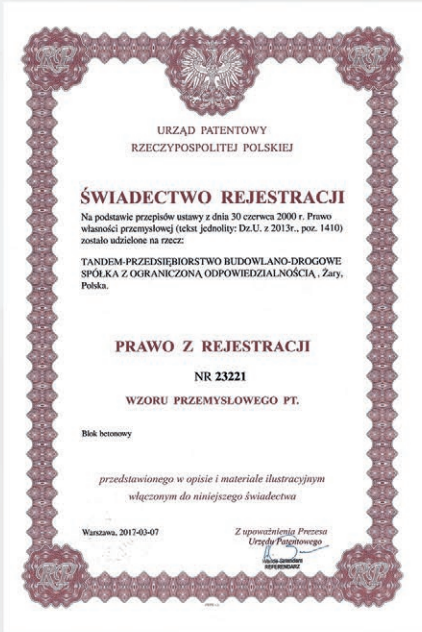 URZĄD PATENTOWY
RZECZYPOSPOLITEJ POLSKIEJ
ŚWIADECTWO REJESTRACJI
Na podstawie przepisów ustawy z dnia 30 czerwca 2000 r. Prawo
własności przemysłowej (tekst jednolity: Dz.U. z 2013r., poz. 1410)
zostało udzielone na rzecz:
TANDEM-PRZEDSIĘBIORSTWO BUDOWLANO-DROGOWE
SPÓŁKA Z OGRANICZONĄ ODPOWIEDZIALNOŚCIĄ , Żary,
Polska.
PRAWO Z REJESTRACJI
NR 23221
WZORU PRZEMYSŁOWEGO PT.
Blok betonowy
przedstawionego w opisie i materiale ilustracyjnym
włączonym do niniejszego świadectwa
Warszawa, 2017-03-07
Z upoważnienia Prezesa
Urzędu Patentowego
REFERENDARZ